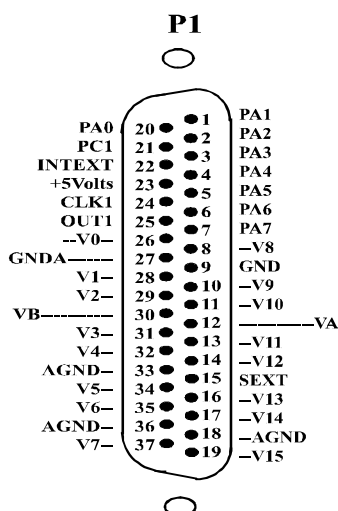 P1
1 PA1
PA0 20
2 PA2
PC1 21
3 PA3
INTEXT 22
4 PA4
+5Volts 23
5 PA5
CLK1 24
6 PA6
OUT1 25
7 PA7
--V0-- 26
8 --V8
GNDA------ 27
9 GND
V1-- 28
10 --V9
V2-- 29
11 --V10
VB---------- 30
12 ----------VA
V3-- 31
13 --V11
V4-- 32
14 --V12
AGND-- 33
15 SEXT
V5-- 34
16 --V13
V6-- 35
17 --V14
AGND-- 36
18 --AGND
V7-- 37
19 --V15